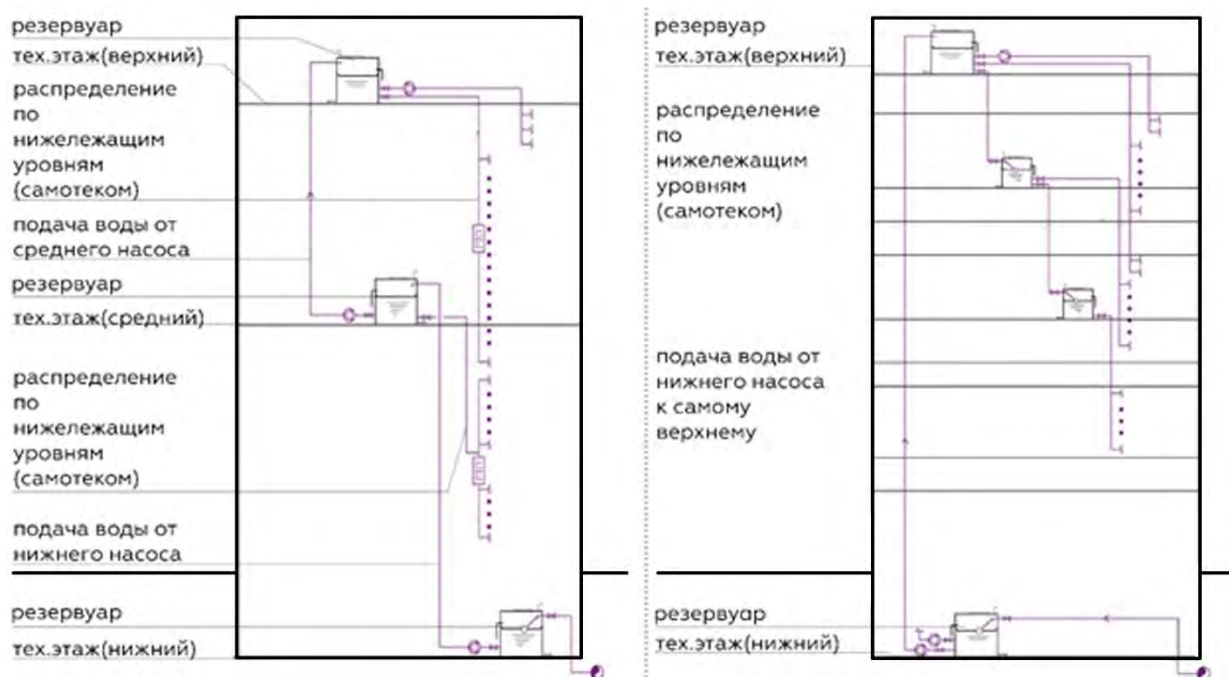 резервуар
тех.этаж(верхний)
распределение
по
нижележащим
уровням
(самотеком)
подача воды от
среднего насоса
резервуар
тех.этаж(средний)
распределение
по
нижележащим
уровням
(самотеком)
подача воды от
нижнего насоса
резервуар
тех.этаж(нижний)
резервуар
тех.этаж(верхний)
распределение
по
нижележащим
уровням
(самотеком)
подача воды от
нижнего насоса
к самому
верхнему
резервуар
тех.этаж(нижний)